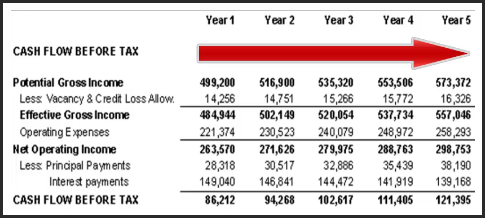 Year 1 Year 2 Year 3 Year 4 Year 5
CASH FLOW BEFORE TAX
Potential Gross Income 499,200 516,900 535,320 553,506 573,372
Less: Vacancy & Credit Loss Allow. 14,256 14,751 15,266 15,772 16,326
Effective Gross Income 484,944 502,149 520,054 537,734 557,046
Operating Expenses 221,374 230,523 240,079 248,972 258,293
Net Operating Income 263,570 271,626 279,975 288,763 298,753
Less: Principal Payments 28,318 30,517 32,886 35,439 38,190
Interest payments 149,040 146,841 144,472 141,919 139,168
CASH FLOW BEFORE TAX 86,212 94,268 102,617 111,405 121,395